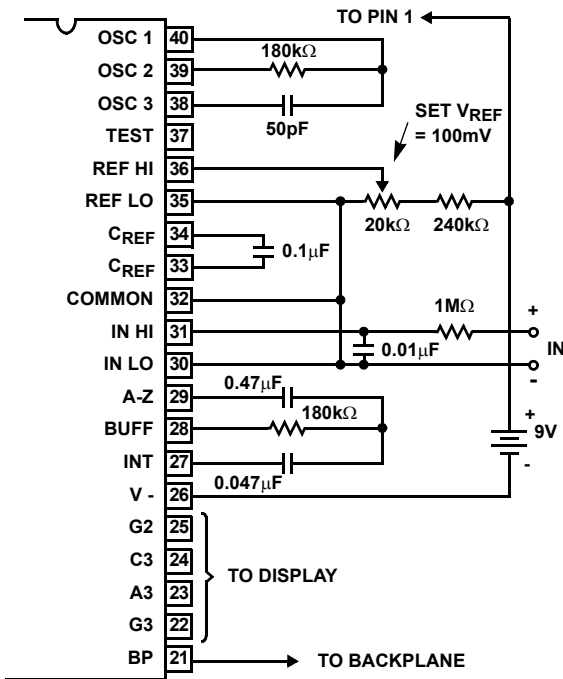 TO PIN 1
OSC 1 40
180kΩ
OSC 2 39
OSC 3 38
50pF
SET VREF
= 100mV
TEST 37
REF HI 36
REF LO 35
20kΩ 240kΩ
CREF 34
0.1µF
CREF 33
COMMON 32
1MΩ
+
IN HI 31
0.01µF
IN
IN LO 30
-
0.47µF
A-Z 29
180kΩ
BUFF 28
+
9V
-
INT 27
0.047µF
V - 26
G2 25
C3 24
TO DISPLAY
A3 23
G3 22
BP 21
TO BACKPLANE